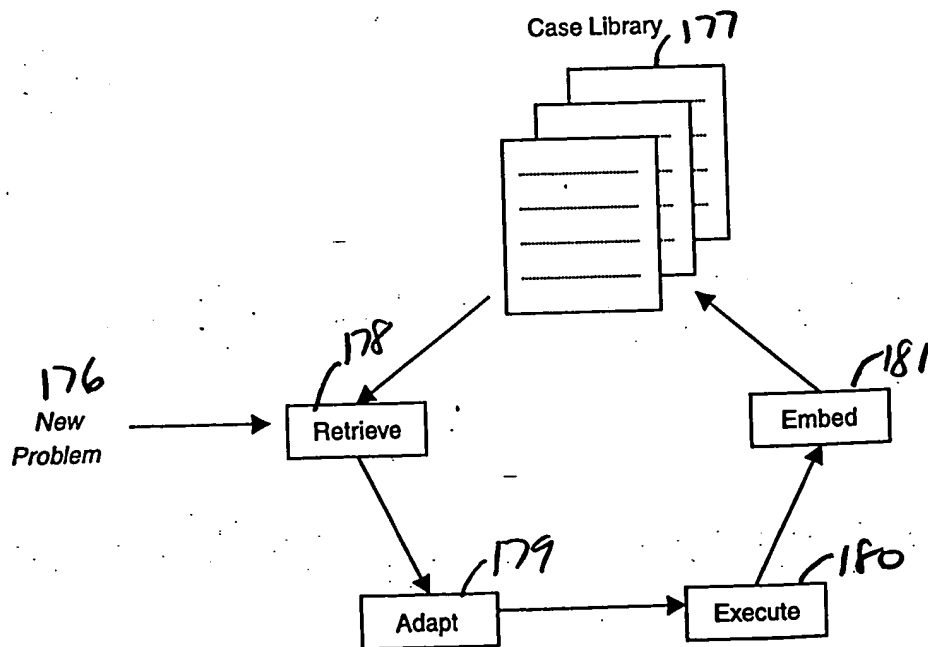 Case Library 177
178
176
New
Problem
Retrieve
181
Embed
179
Adapt
180
Execute